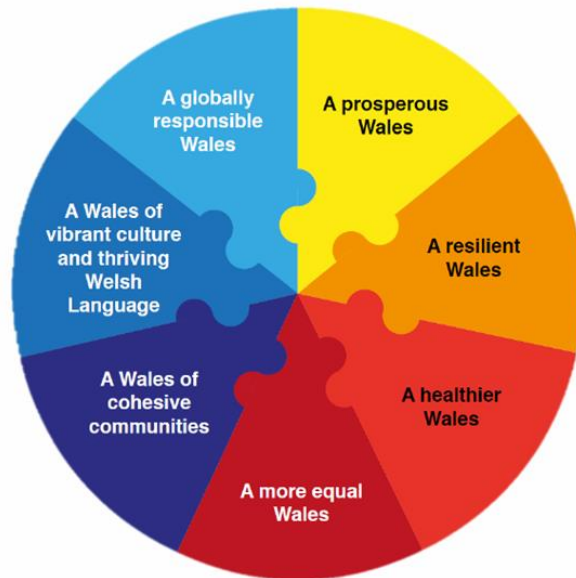 A prosperous
Wales
A resilient
Wales
A healthier
Wales
A more equal
Wales
A Wales of
cohesive
communities
A Wales of
vibrant culture
and thriving
Welsh
Language
A globally
responsible
Wales